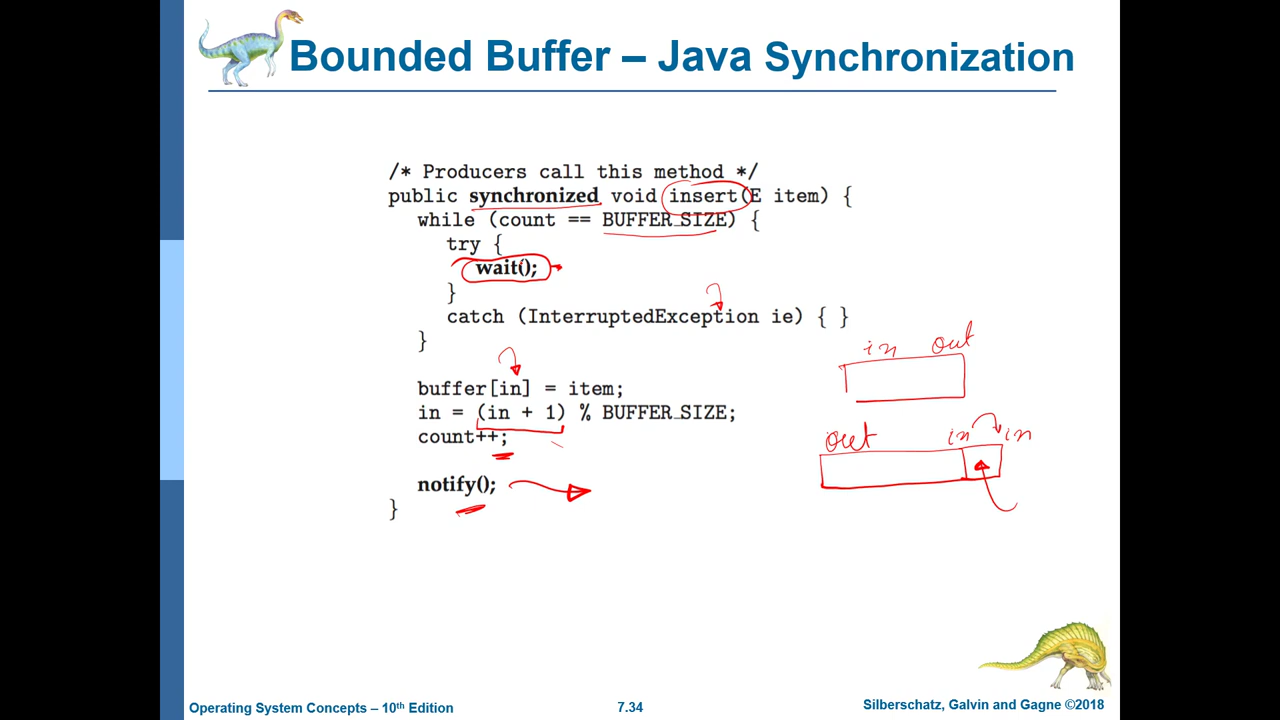 Bounded Buffer – Java Synchronization
/* Producers call this method */
public synchronized void insert(E item) {
while (count == BUFFER_SIZE) {
try {
wait();
}
catch (InterruptedException ie) { }
}
in out
buffer[in] = item;
in = (in + 1) % BUFFER_SIZE;
count++;
out in in
notify();
}
Operating System Concepts – 10th Edition
7.34
Silberschatz, Galvin and Gagne ©2018